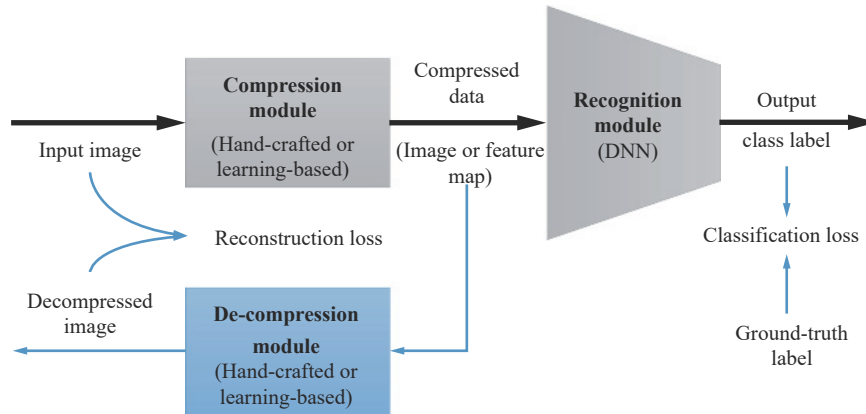 Input image
Compression
module
(Hand-crafted or
learning-based)
Compressed
data
(Image or feature
map)
Recognition
module
(DNN)
Output
class label
Reconstruction loss
Classification loss
Decompressed
image
De-compression
module
(Hand-crafted or
learning-based)
Ground-truth
label